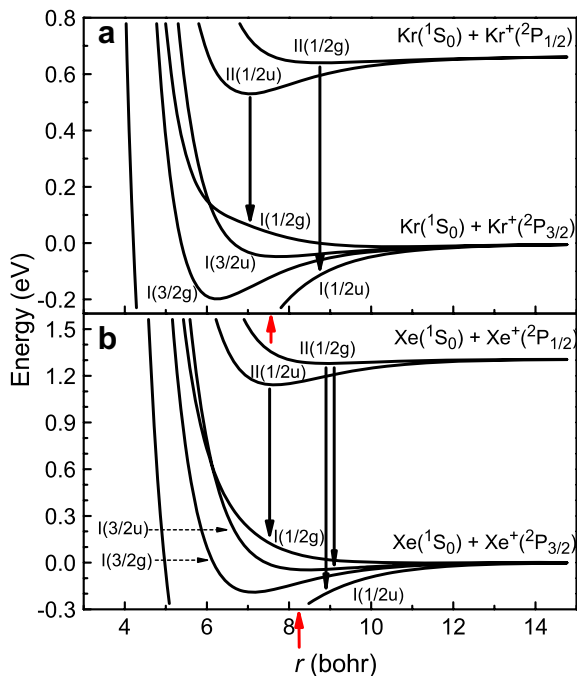 a
II(1/2g)
Kr(¹S₀) + Kr⁺(²P₁/₂)
II(1/2u)
I(1/2g)
Kr(¹S₀) + Kr⁺(²P₃/₂)
I(3/2u)
I(3/2g)
I(1/2u)
0.8
0.6
0.4
0.2
0.0
-0.2
Energy (eV)
b
II(1/2g)
Xe(¹S₀) + Xe⁺(²P₁/₂)
II(1/2u)
I(3/2u)
I(1/2g)
Xe(¹S₀) + Xe⁺(²P₃/₂)
I(3/2g)
I(1/2u)
1.5
1.2
0.9
0.6
0.3
0.0
-0.3
4 6 8 10 12 14
r (bohr)